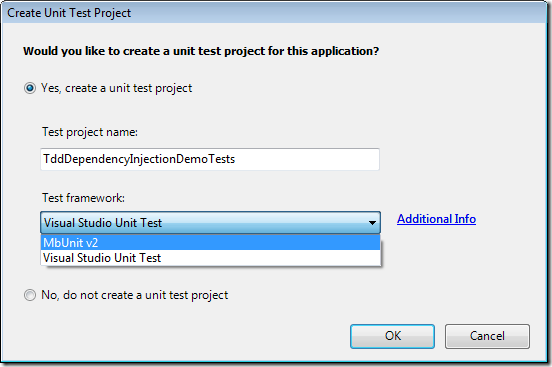 Create Unit Test Project
Would you like to create a unit test project for this application?
Yes, create a unit test project
Test project name:
TddDependencyInjectionDemoTests
Test framework:
Visual Studio Unit Test
Additional Info
MbUnit v2
Visual Studio Unit Test
No, do not create a unit test project
OK
Cancel